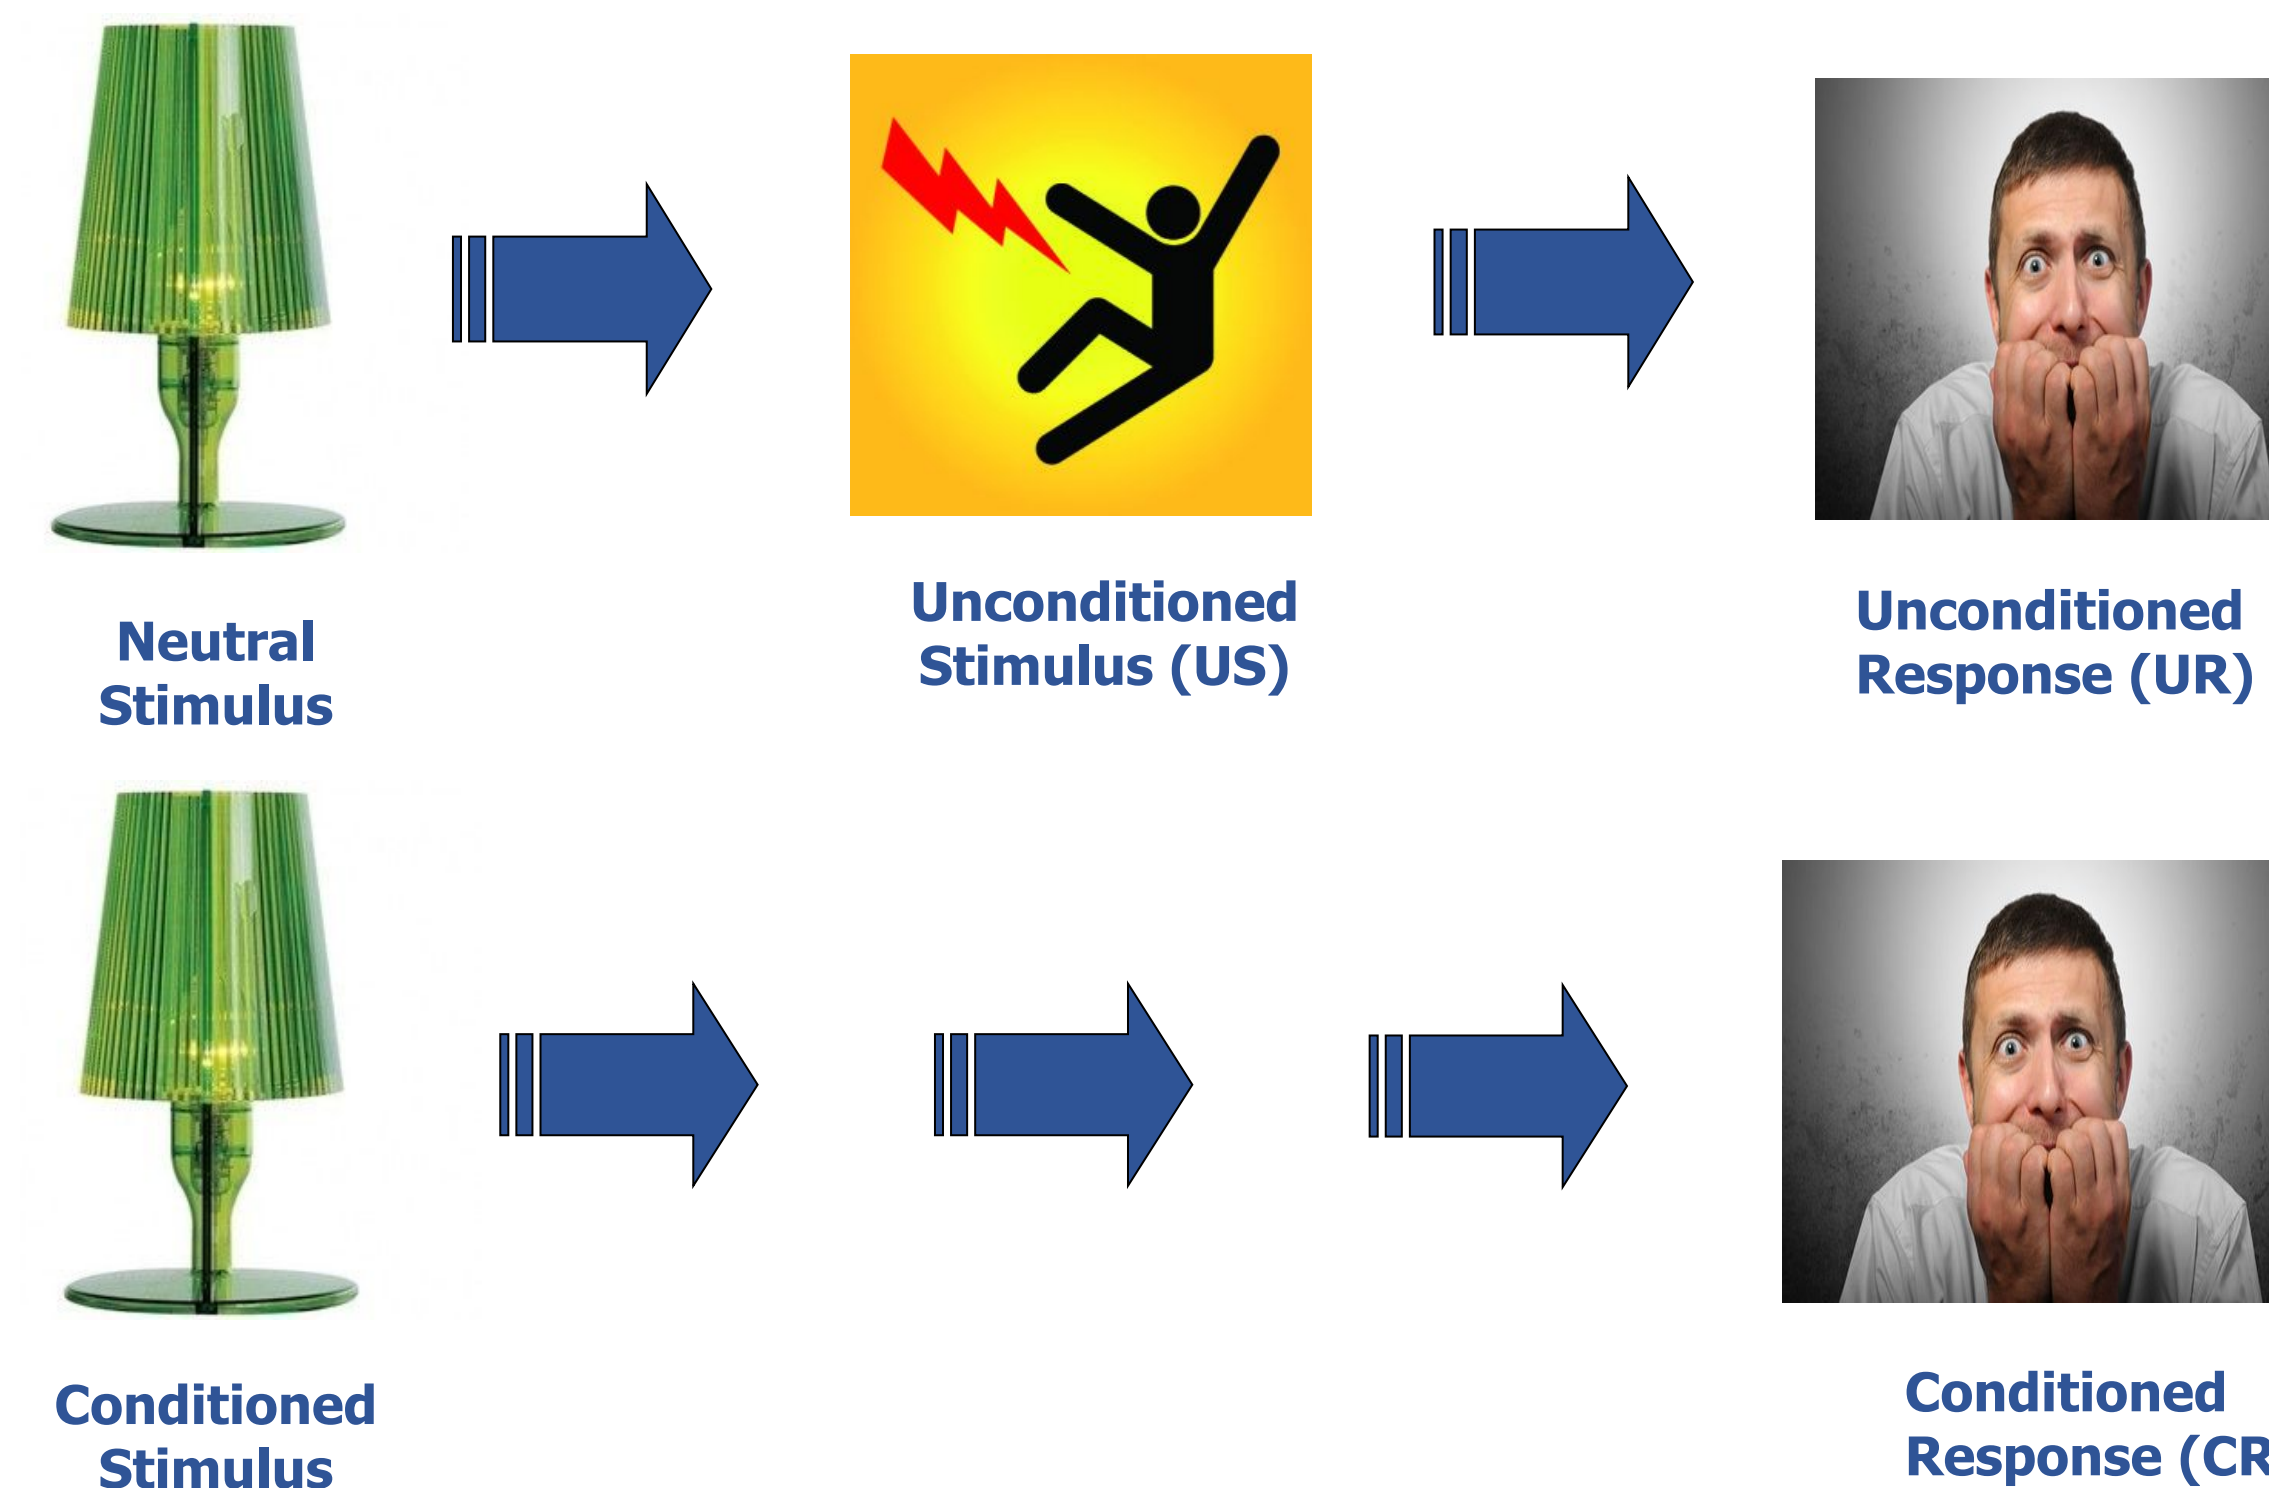 Neutral
Stimulus
Unconditioned
Stimulus (US)
Unconditioned
Response (UR)
Conditioned
Stimulus
Conditioned
Response (CR